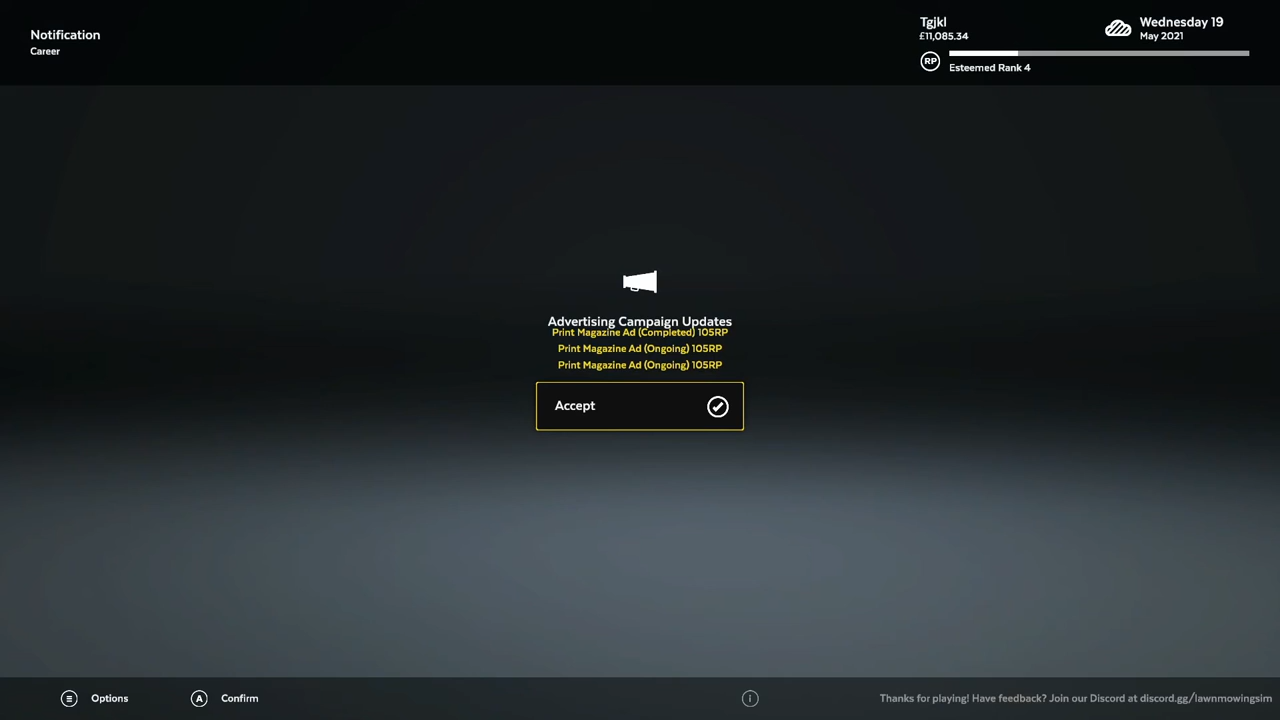 Notification
Career
Tgjkl
£11,085.34
Wednesday 19
May 2021
RP
Esteemed Rank 4
Advertising Campaign Updates
Print Magazine Ad (Completed) 105RP
Print Magazine Ad (Ongoing) 105RP
Print Magazine Ad (Ongoing) 105RP
Accept
Options
A Confirm
i
Thanks for playing! Have feedback? Join our Discord at discord.gg/lawnmowingsim